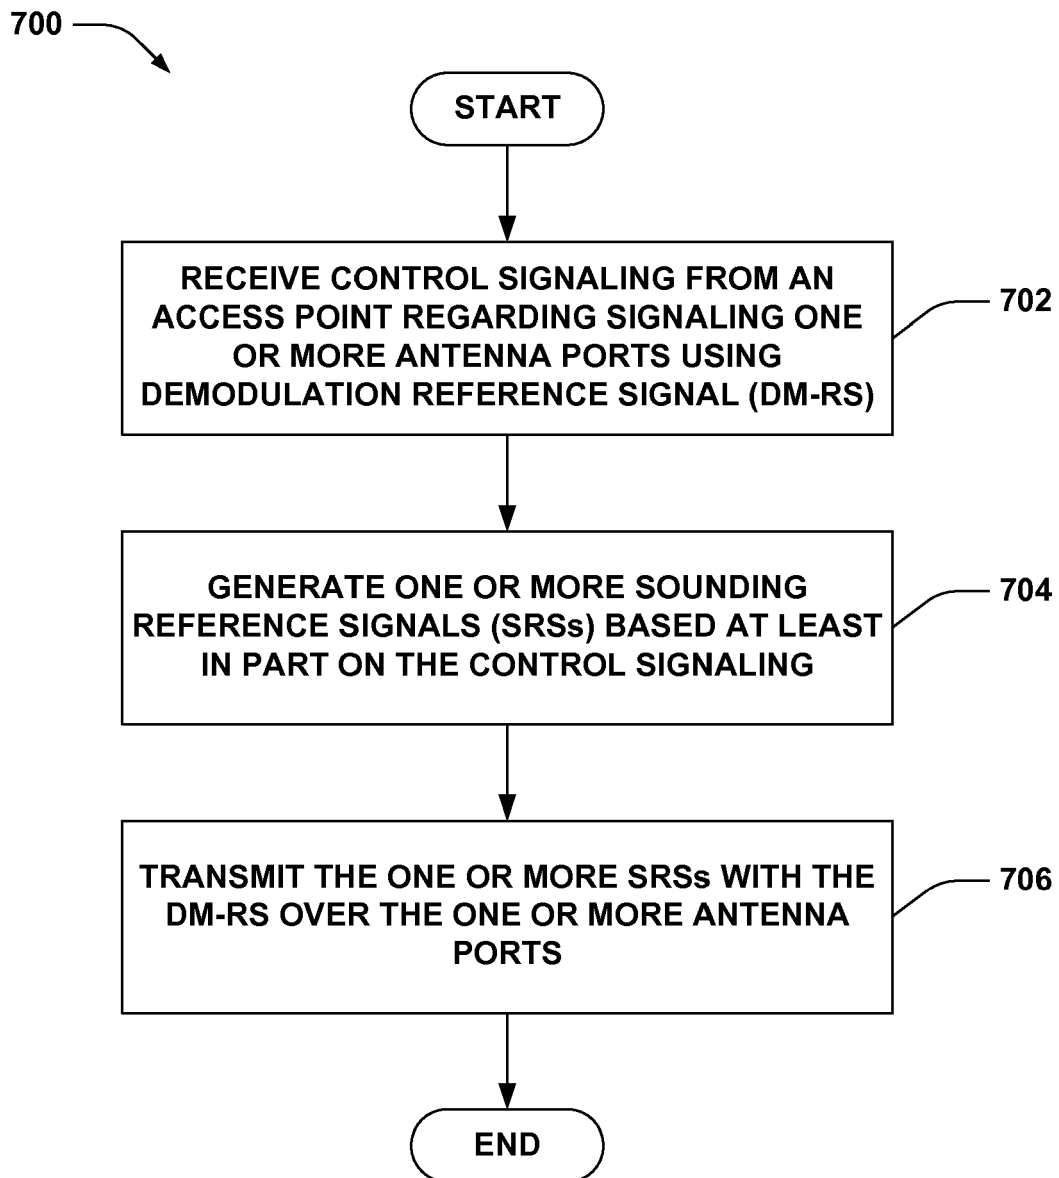 700
START
RECEIVE CONTROL SIGNALING FROM AN
ACCESS POINT REGARDING SIGNALING ONE
OR MORE ANTENNA PORTS USING
DEMODULATION REFERENCE SIGNAL (DM-RS)
702
GENERATE ONE OR MORE SOUNDING
REFERENCE SIGNALS (SRSs) BASED AT LEAST
IN PART ON THE CONTROL SIGNALING
704
TRANSMIT THE ONE OR MORE SRSs WITH THE
DM-RS OVER THE ONE OR MORE ANTENNA
PORTS
706
END